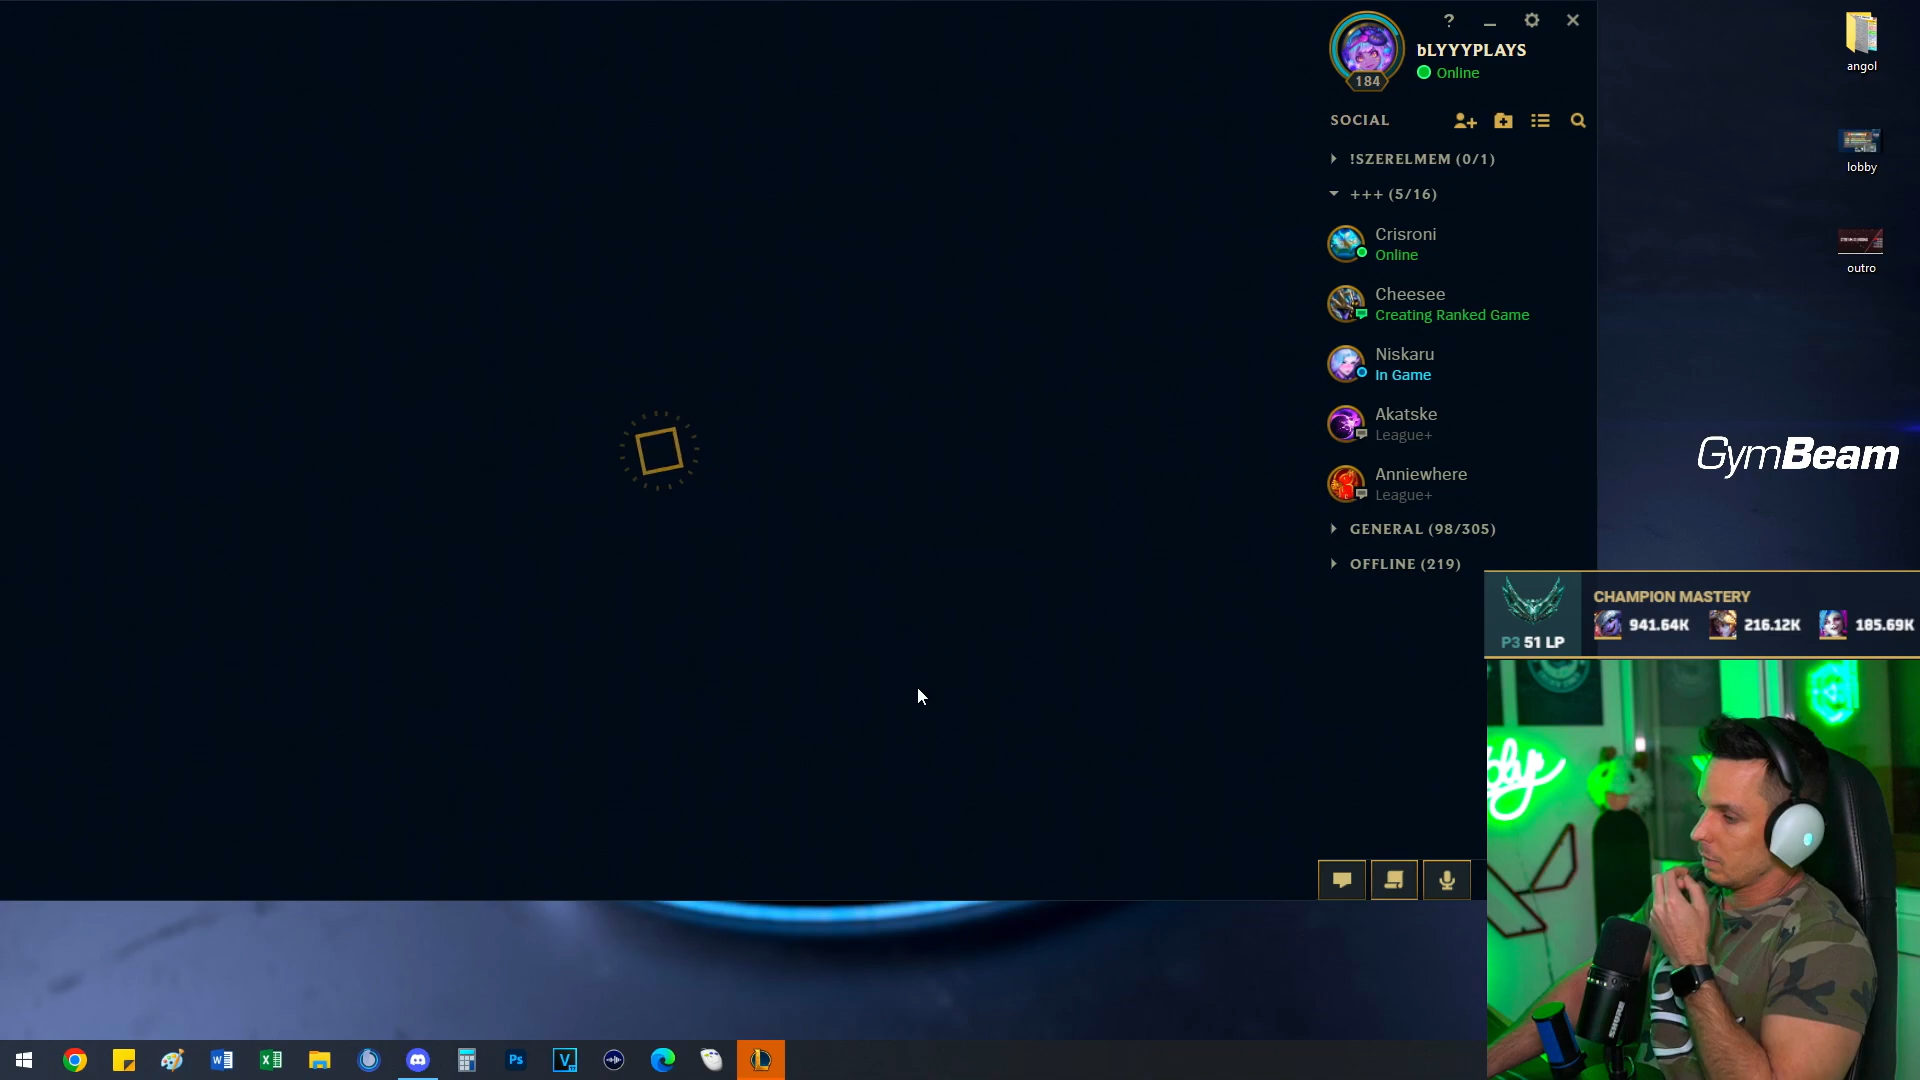 ?
bLYYYPLAYS
Online
184
SOCIAL
!SZERELMEM (0/1)
+++ (5/16)
Crisroni
Online
Cheesee
Creating Ranked Game
Niskaru
In Game
Akatske
League+
Anniewhere
League+
GENERAL (98/305)
OFFLINE (219)
angol
lobby
outro
GymBeam
CHAMPION MASTERY
P3 51 LP
941.64K
216.12K
185.69K
SHURE
W
X
Ps
V
L